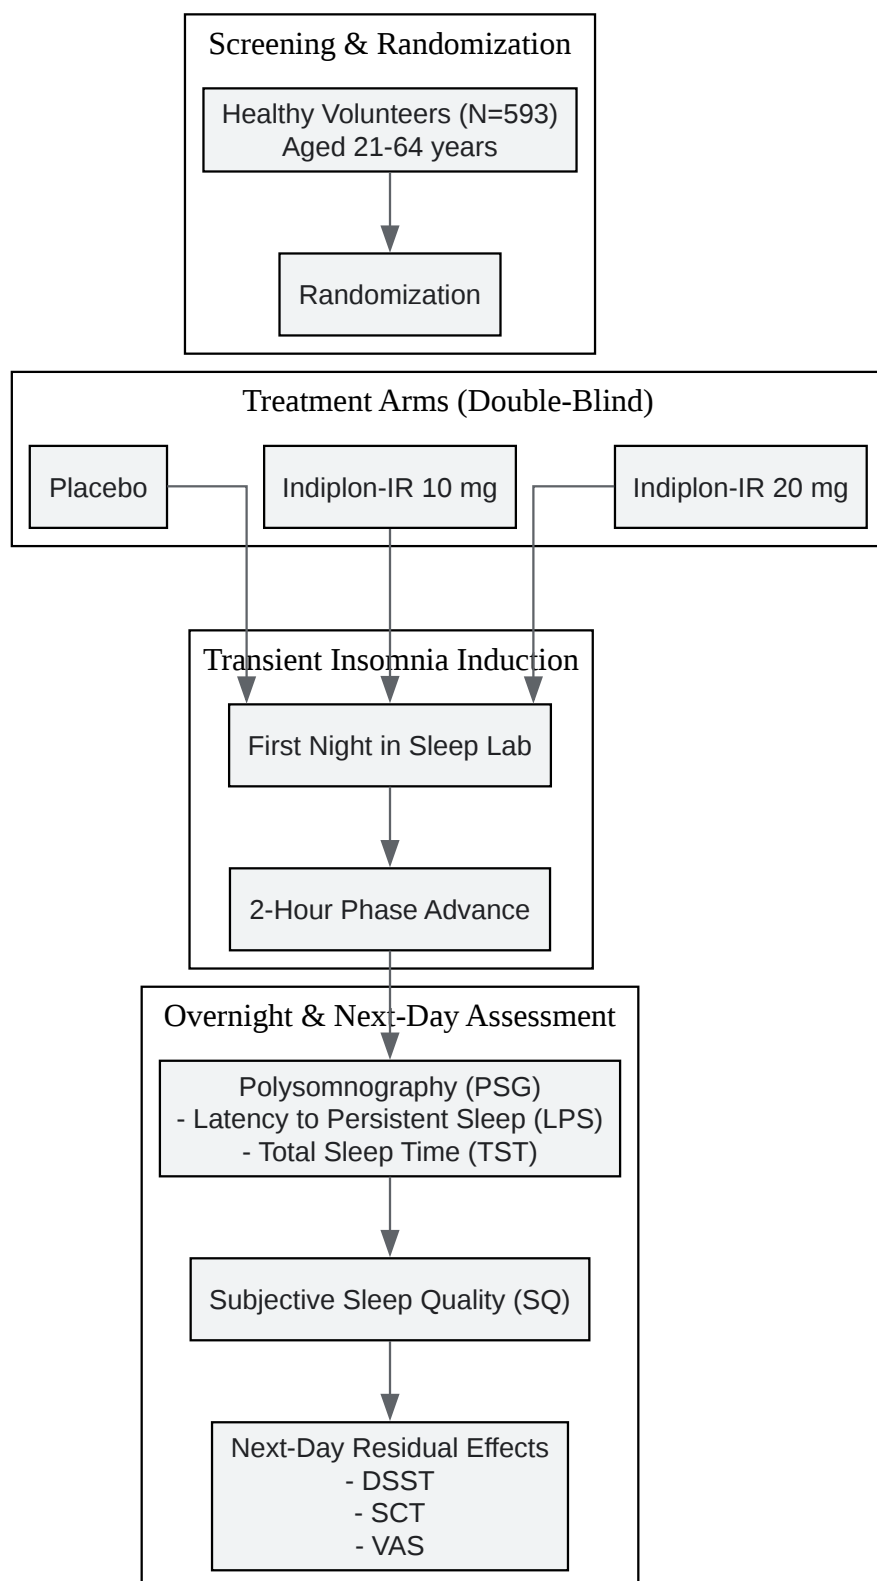 Screening & Randomization
Healthy Volunteers (N=593)
Aged 21-64 years
Randomization
Treatment Arms (Double-Blind)
Placebo
Indiplon-IR 10 mg
Indiplon-IR 20 mg
Transient Insomnia Induction
First Night in Sleep Lab
2-Hour Phase Advance
Overnight & Next-Day Assessment
Polysomnography (PSG)
- Latency to Persistent Sleep (LPS)
- Total Sleep Time (TST)
Subjective Sleep Quality (SQ)
Next-Day Residual Effects
- DSST
- SCT
- VAS